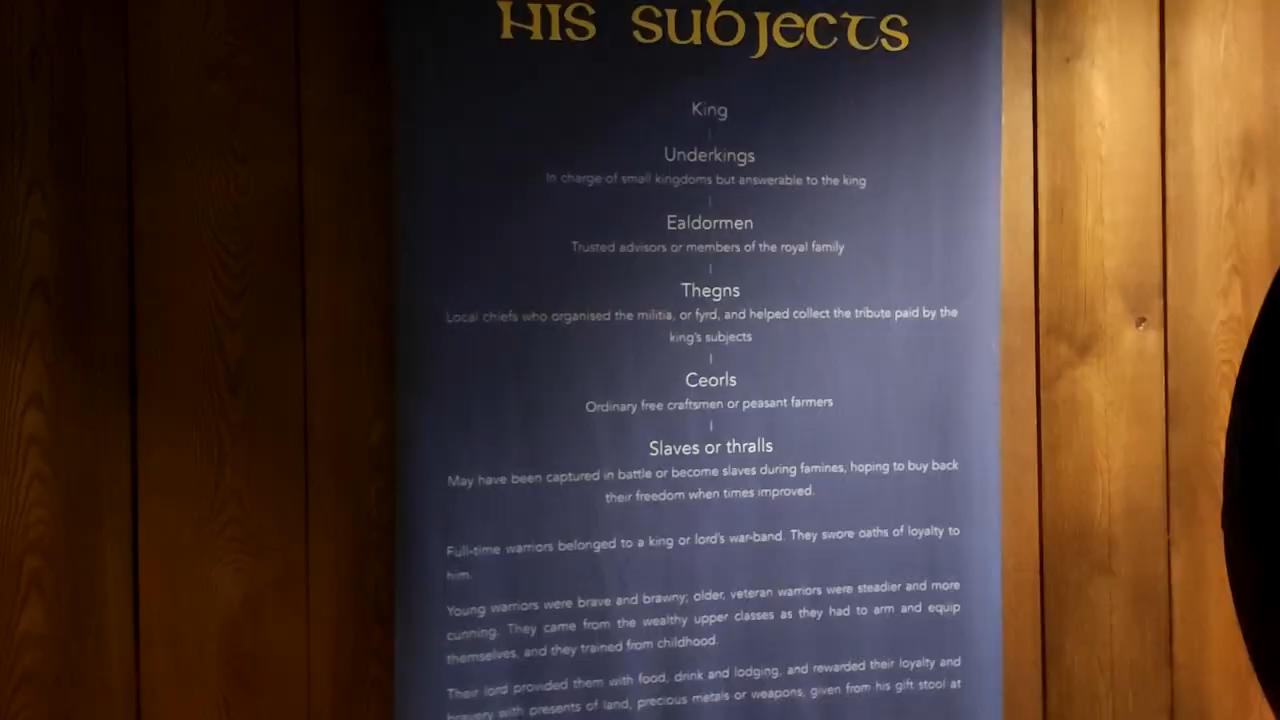 HIS SUBJECTS
King
Underkings
In charge of small kingdoms but answerable to the king
Ealdormen
Trusted advisors or members of the royal family
Thegns
Local chiefs who organised the militia, or fyrd, and helped collect the tribute paid by the
king's subjects
Ceorls
Ordinary free craftsmen or peasant farmers
Slaves or thralls
May have been captured in battle or become slaves during famines, hoping to buy back
their freedom when times improved.
Full-time warriors belonged to a king or lord's war-band. They swore oaths of loyalty to
him.
Young warriors were brave and brawny; older, veteran warriors were steadier and more
cunning. They came from the wealthy upper classes as they had to arm and equip
themselves, and they trained from childhood.
Their lord provided them with food, drink and lodging, and rewarded their loyalty and
bravery with presents of land, precious metals or weapons, given from his gift stool at